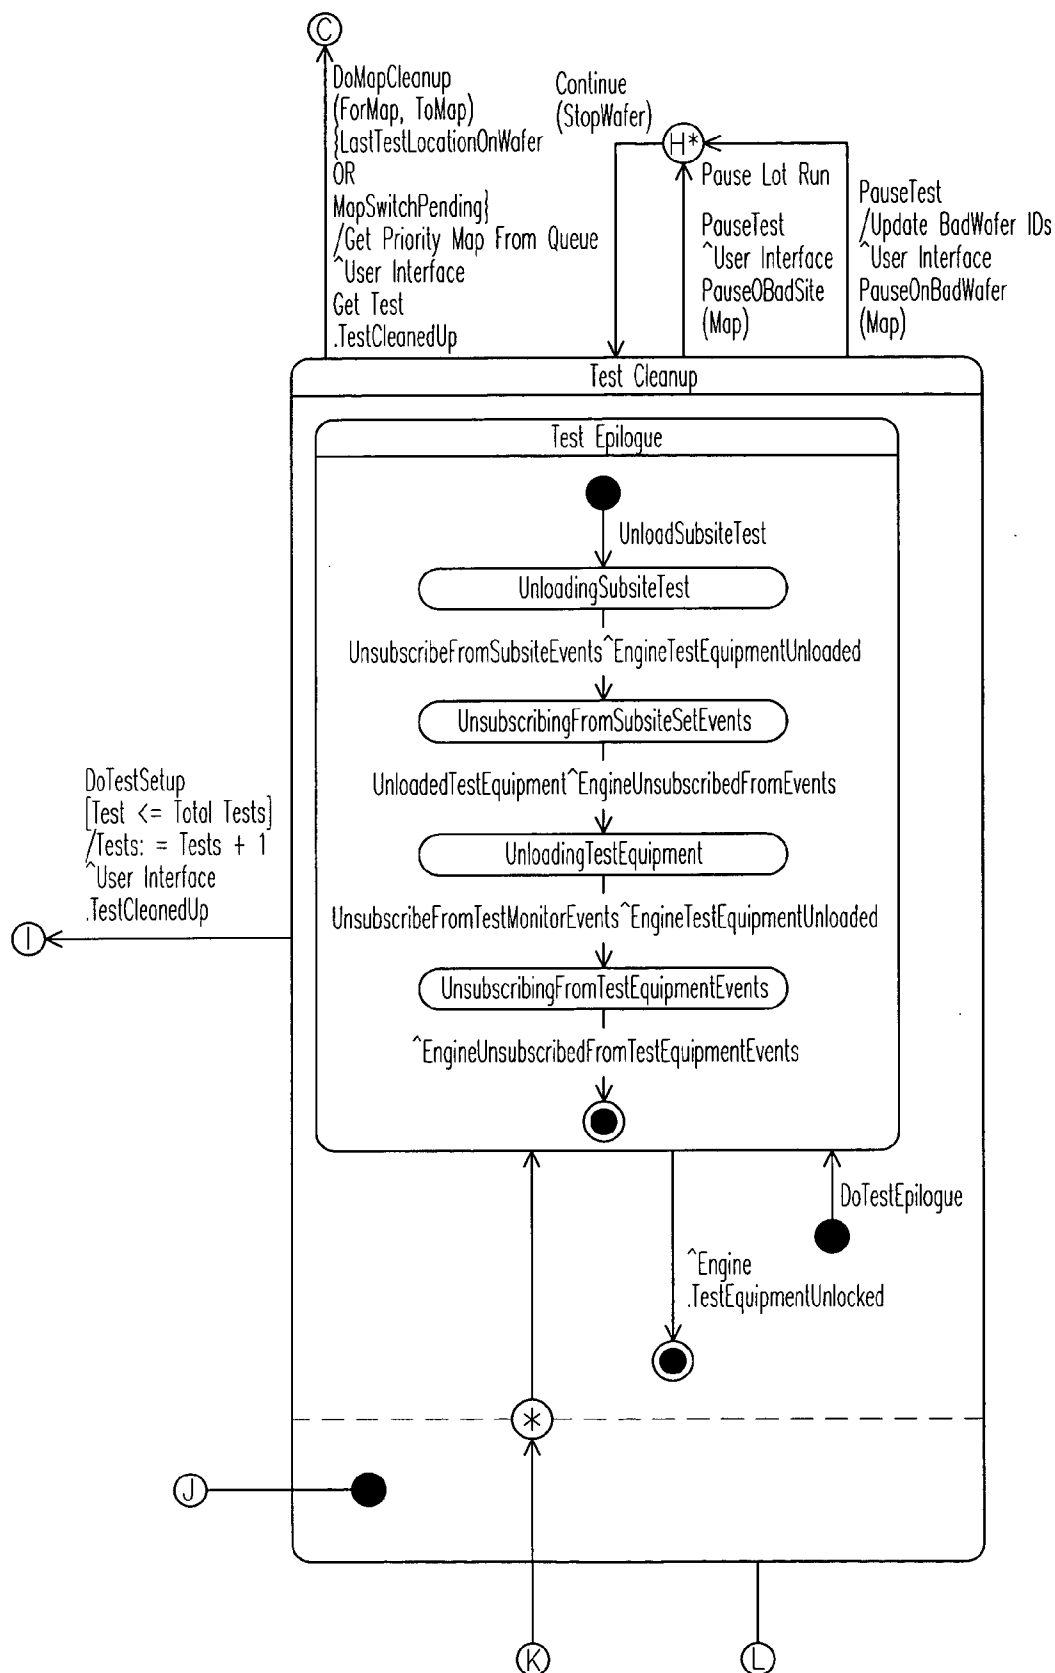 C
DoMapCleanup
(ForMap, ToMap)
{LastTestLocationOnWafer
OR
MapSwitchPending}
/Get Priority Map From Queue
^User Interface
Get Test
.TestCleanedUp
Continue
(StopWafer)
H*
Pause Lot Run
PauseTest
^User Interface
PauseOBadSite
(Map)
PauseTest
/Update BadWafer IDs
^User Interface
PauseOnBadWafer
(Map)
Test Cleanup
Test Epilogue
UnloadSubsiteTest
UnloadingSubsiteTest
UnsubscribeFromSubsiteEvents^EngineTestEquipmentUnloaded
UnsubscribingFromSubsiteSetEvents
UnloadedTestEquipment^EngineUnsubscribedFromEvents
UnloadingTestEquipment
UnsubscribeFromTestMonitorEvents^EngineTestEquipmentUnloaded
UnsubscribingFromTestEquipmentEvents
^EngineUnsubscribedFromTestEquipmentEvents
DoTestSetup
[Test <= Total Tests]
/Tests: = Tests + 1
^User Interface
.TestCleanedUp
I
DoTestEpilogue
^Engine
.TestEquipmentUnlocked
*
J
K
L